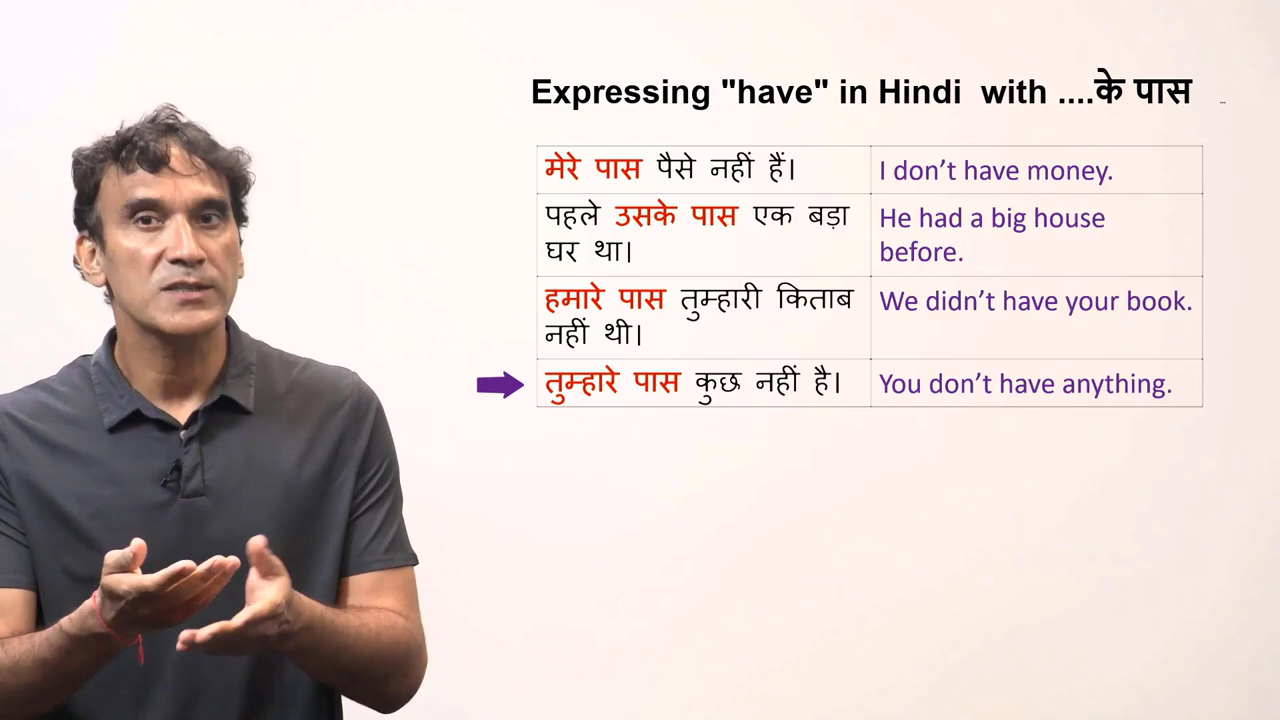 Expressing "have" in Hindi with ....के पास
मेरे पास पैसे नहीं हैं।
I don’t have money.
पहले उसके पास एक बड़ा
घर था।
He had a big house
before.
हमारे पास तुम्हारी किताब
नहीं थी।
We didn’t have your book.
तुम्हारे पास कुछ नहीं है।
You don’t have anything.